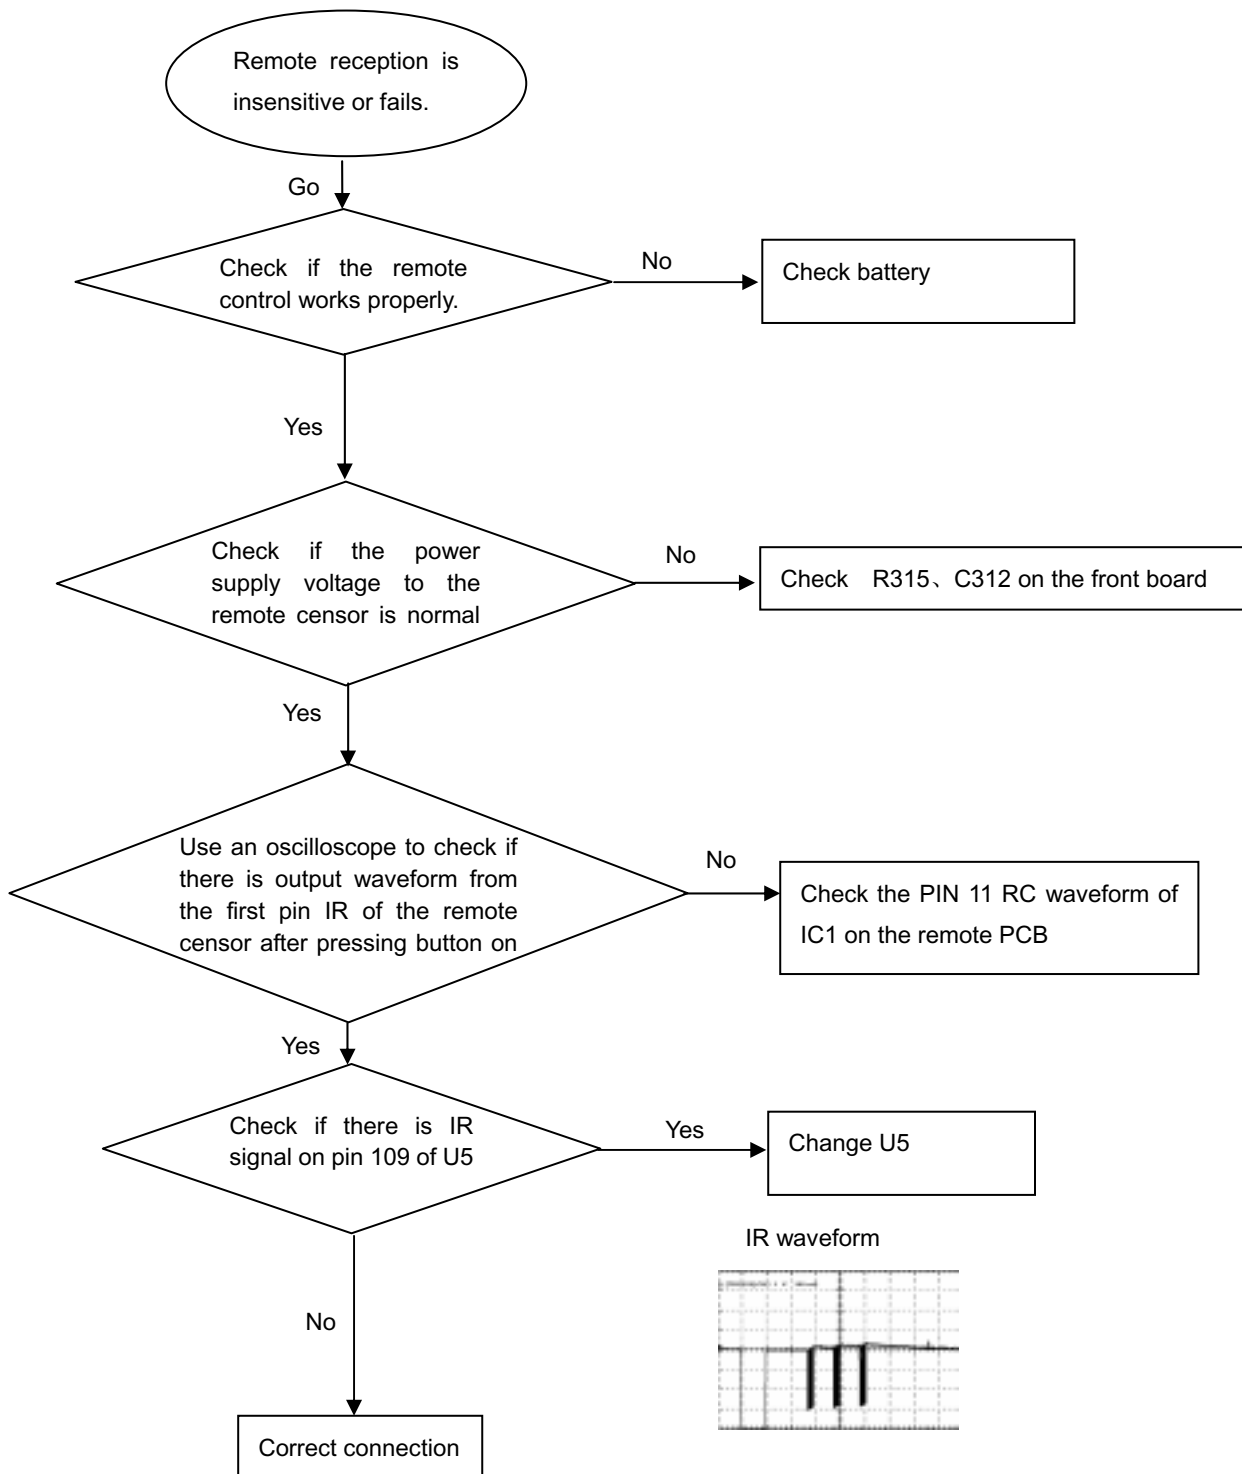 Remote reception is
insensitive or fails.
Go
Check if the remote
control works properly.
No
Check battery
Yes
Check if the power
supply voltage to the
remote censor is normal
No
Check R315、C312 on the front board
Yes
Use an oscilloscope to check if
there is output waveform from
the first pin IR of the remote
censor after pressing button on
No
Check the PIN 11 RC waveform of
IC1 on the remote PCB
Yes
Check if there is IR
signal on pin 109 of U5
Yes
Change U5
IR waveform
No
Correct connection